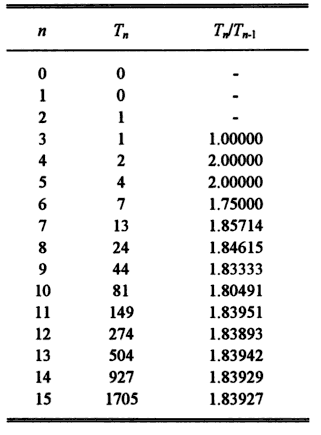 n Tn Tn/Tn-1
0 0 -
1 0 -
2 1 -
3 1 1.00000
4 2 2.00000
5 4 2.00000
6 7 1.75000
7 13 1.85714
8 24 1.84615
9 44 1.83333
10 81 1.80491
11 149 1.83951
12 274 1.83893
13 504 1.83942
14 927 1.83929
15 1705 1.83927